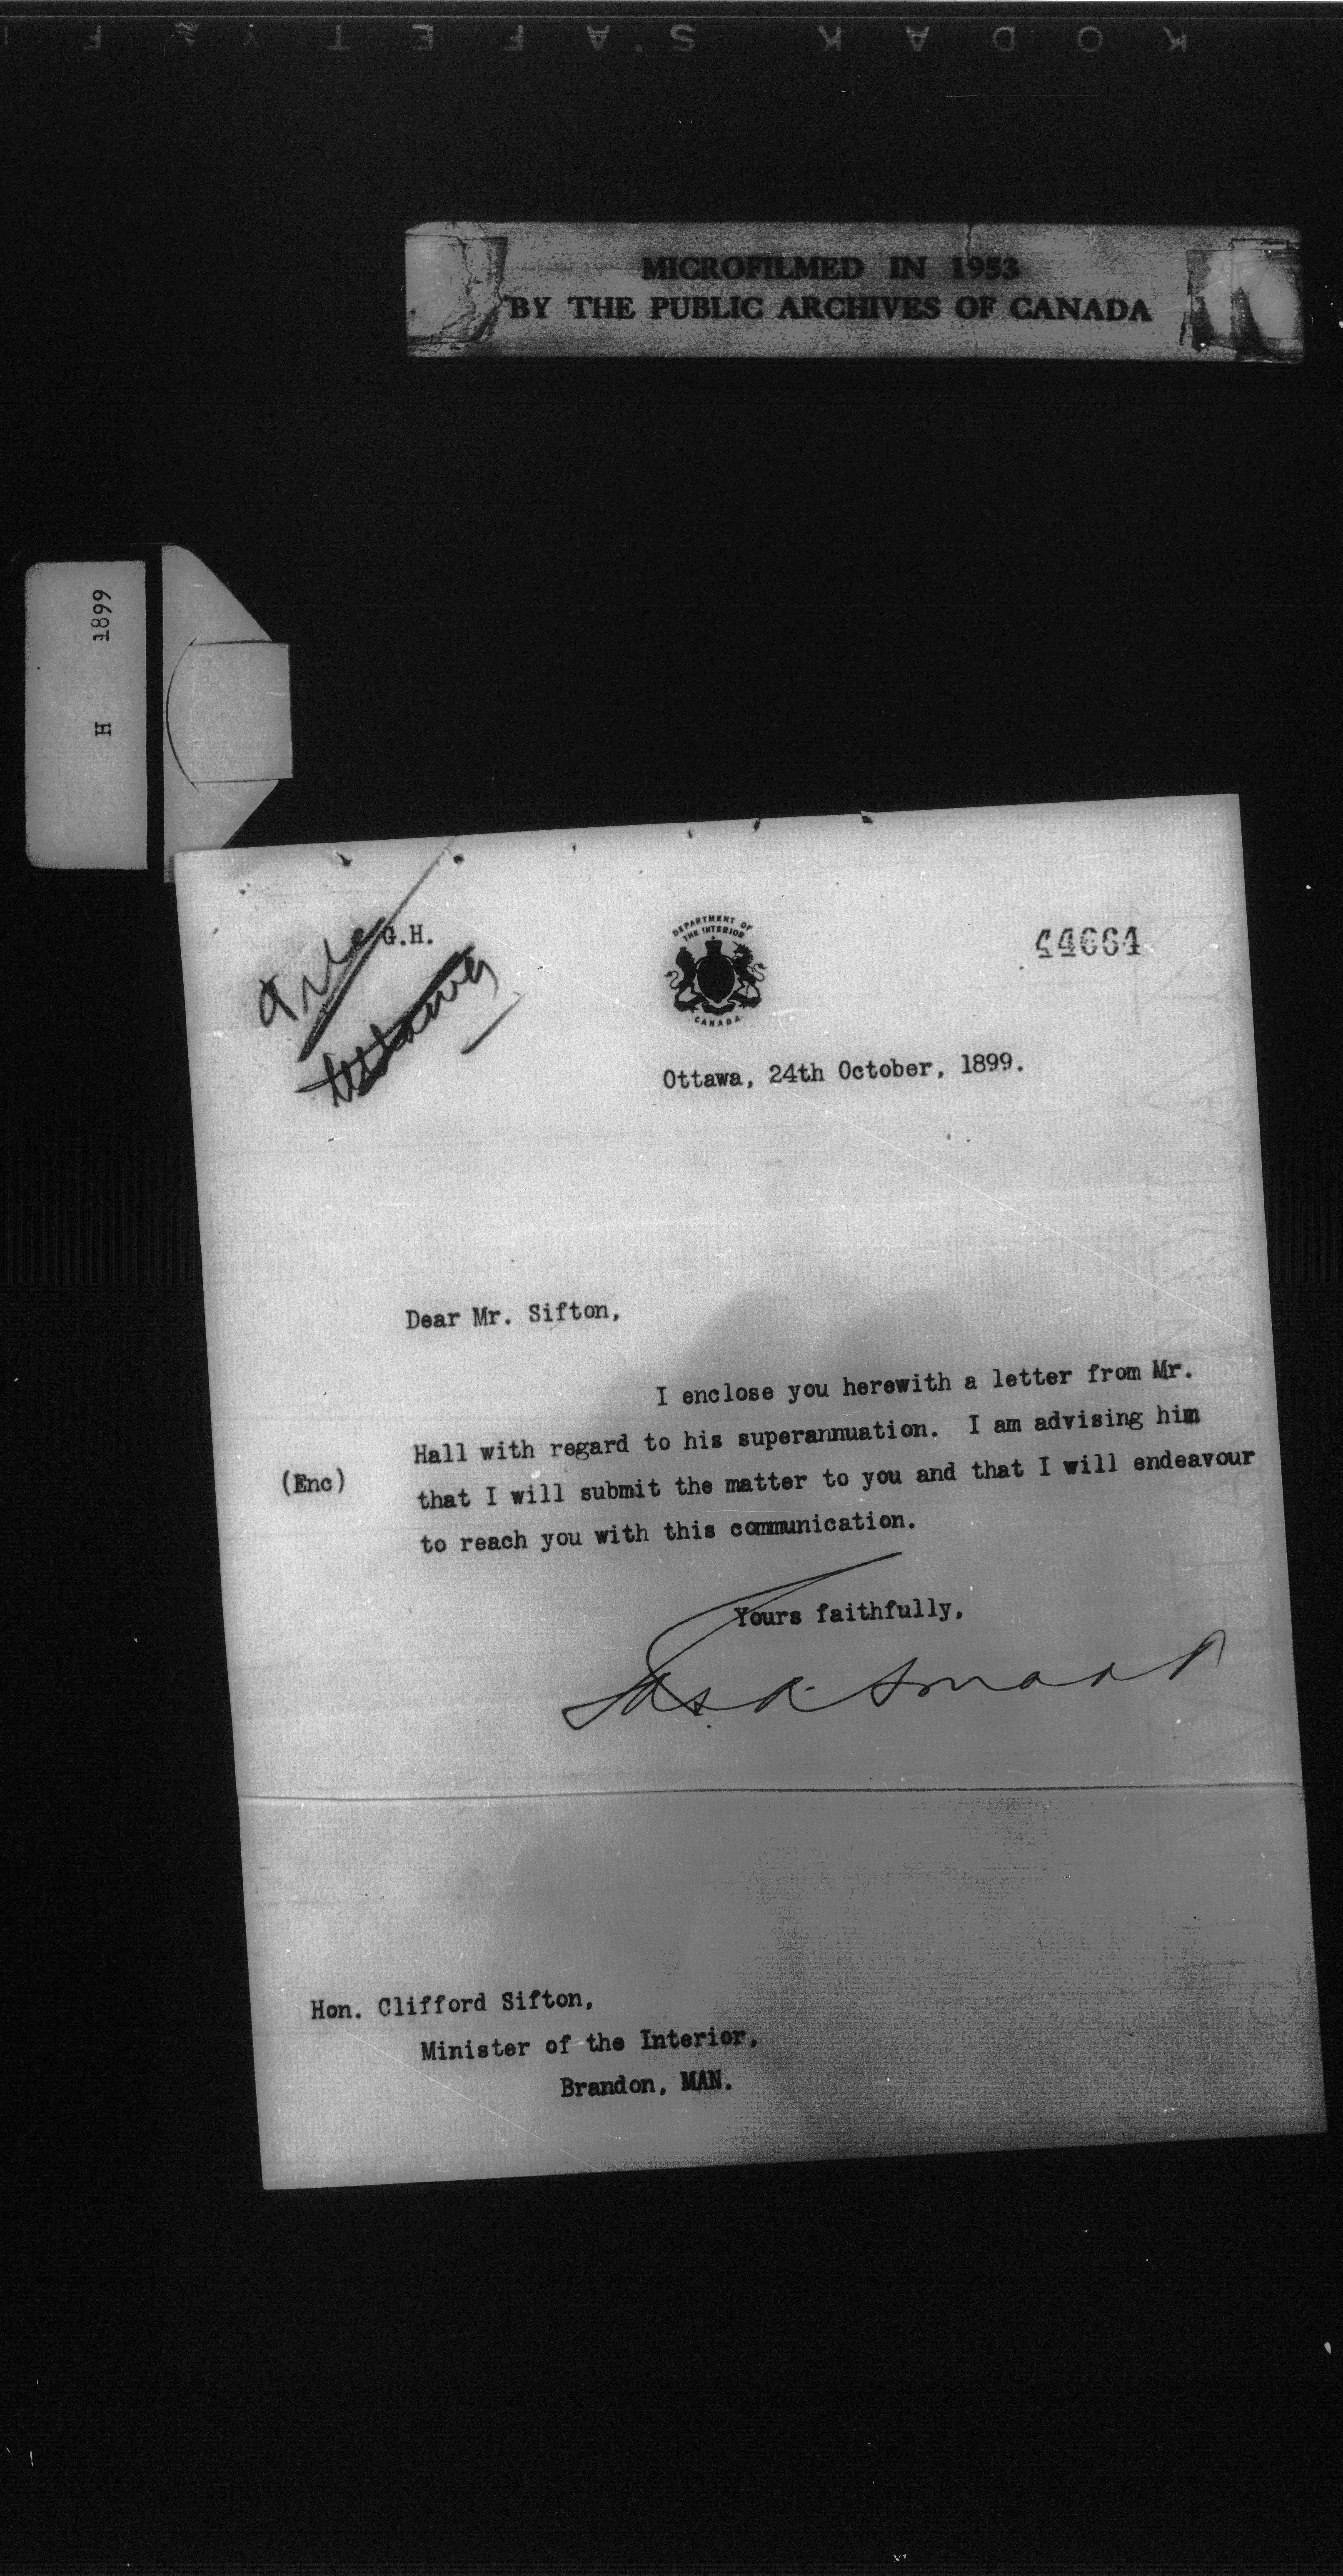 KODAK SAFETY F
MICROFILMED IN 1953
BY THE PUBLIC ARCHIVES OF CANADA
H 1899
File
G.H.
DEPARTMENT OF
THE INTERIOR
CANADA
44664
Ottawa, 24th October, 1899.
Dear Mr. Sifton,
I enclose you herewith a letter from Mr.
Hall with regard to his superannuation. I am advising him
(Enc)
that I will submit the matter to you and that I will endeavour
to reach you with this communication.
Yours faithfully,
Jas. A. Smart
Hon. Clifford Sifton,
Minister of the Interior,
Brandon, MAN.